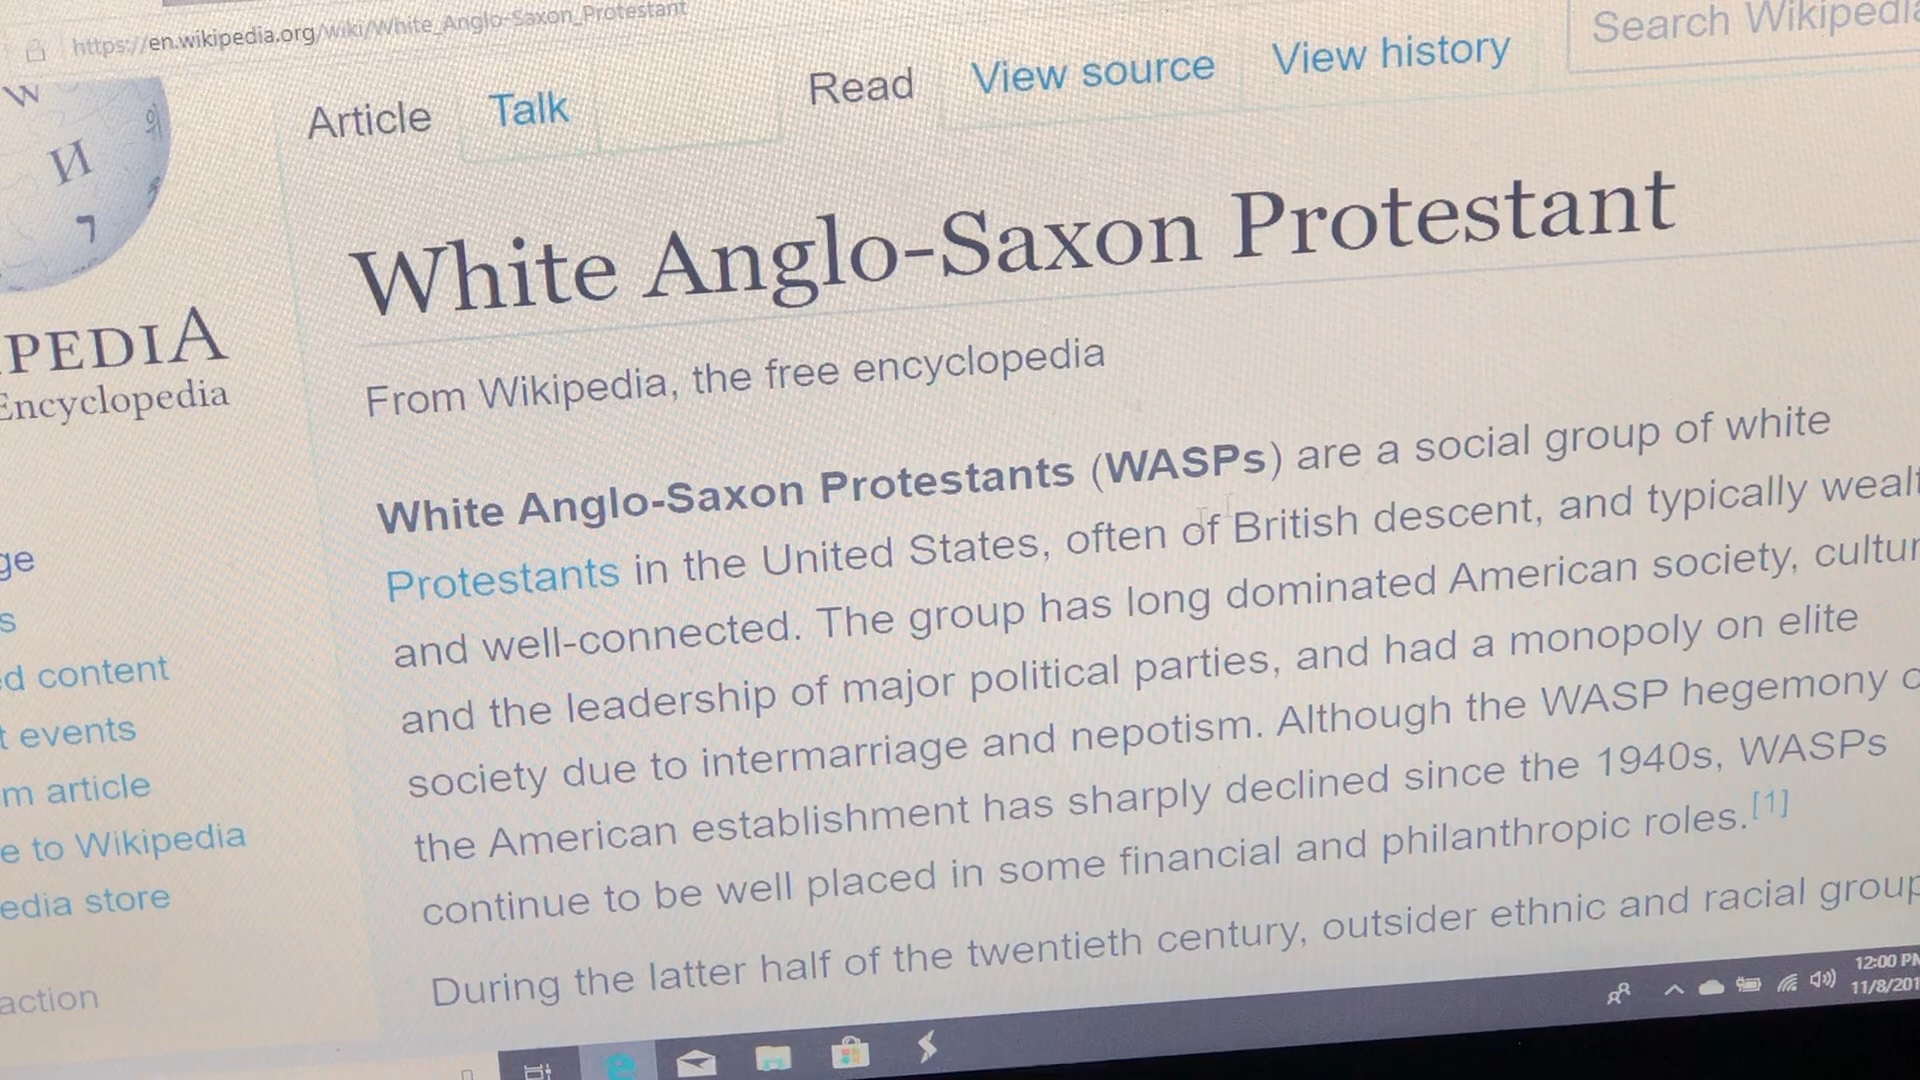 https://en.wikipedia.org/wiki/White_Anglo-Saxon_Protestant
Article Talk Read View source View history Search Wikipedia
W
И
ר
PEDIA
Encyclopedia
White Anglo-Saxon Protestant
From Wikipedia, the free encyclopedia
White Anglo-Saxon Protestants (WASPs) are a social group of white
Protestants in the United States, often of British descent, and typically wealt
and well-connected. The group has long dominated American society, cultur
and the leadership of major political parties, and had a monopoly on elite
society due to intermarriage and nepotism. Although the WASP hegemony o
the American establishment has sharply declined since the 1940s, WASPs
continue to be well placed in some financial and philanthropic roles.[1]
During the latter half of the twentieth century, outsider ethnic and racial group
ge
s
ed content
t events
m article
e to Wikipedia
edia store
action
12:00 PM
11/8/201